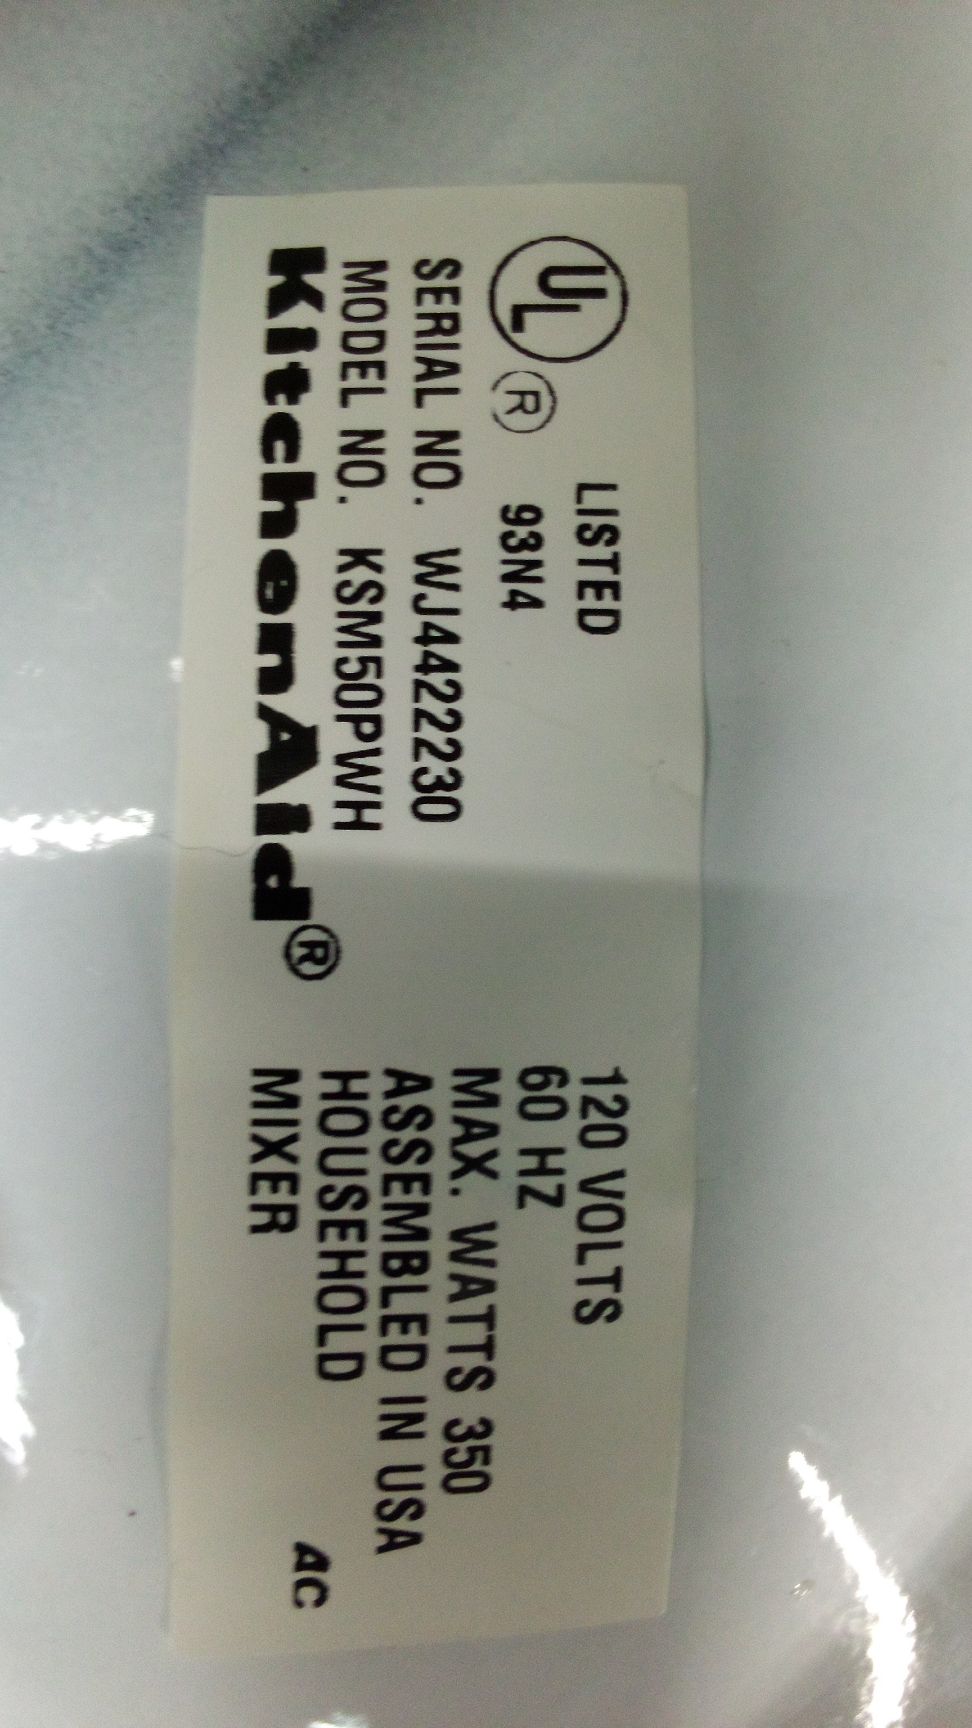 UL
®
LISTED
93N4
SERIAL NO. WJ4422230
MODEL NO. KSM50PWH
KitchenAid®
120 VOLTS
60 HZ
MAX. WATTS 350
ASSEMBLED IN USA
HOUSEHOLD
MIXER
4C